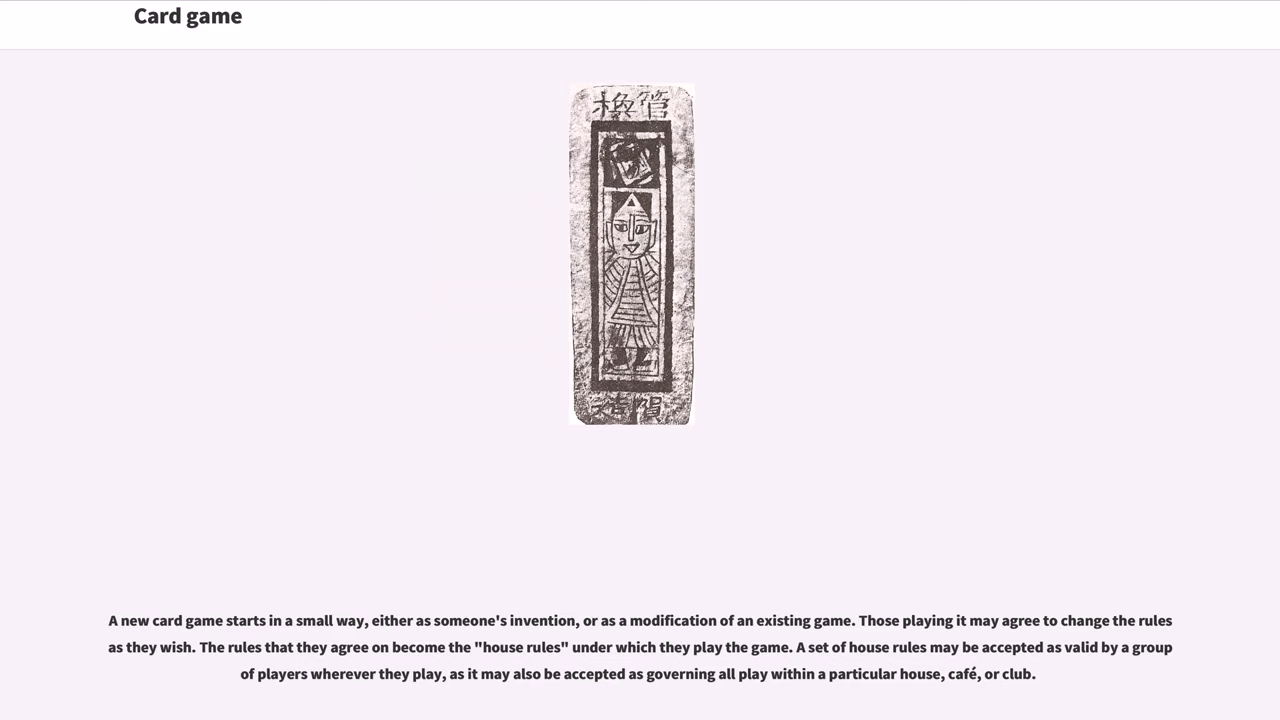 Card game
管換
A new card game starts in a small way, either as someone's invention, or as a modification of an existing game. Those playing it may agree to change the rules
as they wish. The rules that they agree on become the "house rules" under which they play the game. A set of house rules may be accepted as valid by a group
of players wherever they play, as it may also be accepted as governing all play within a particular house, café, or club.